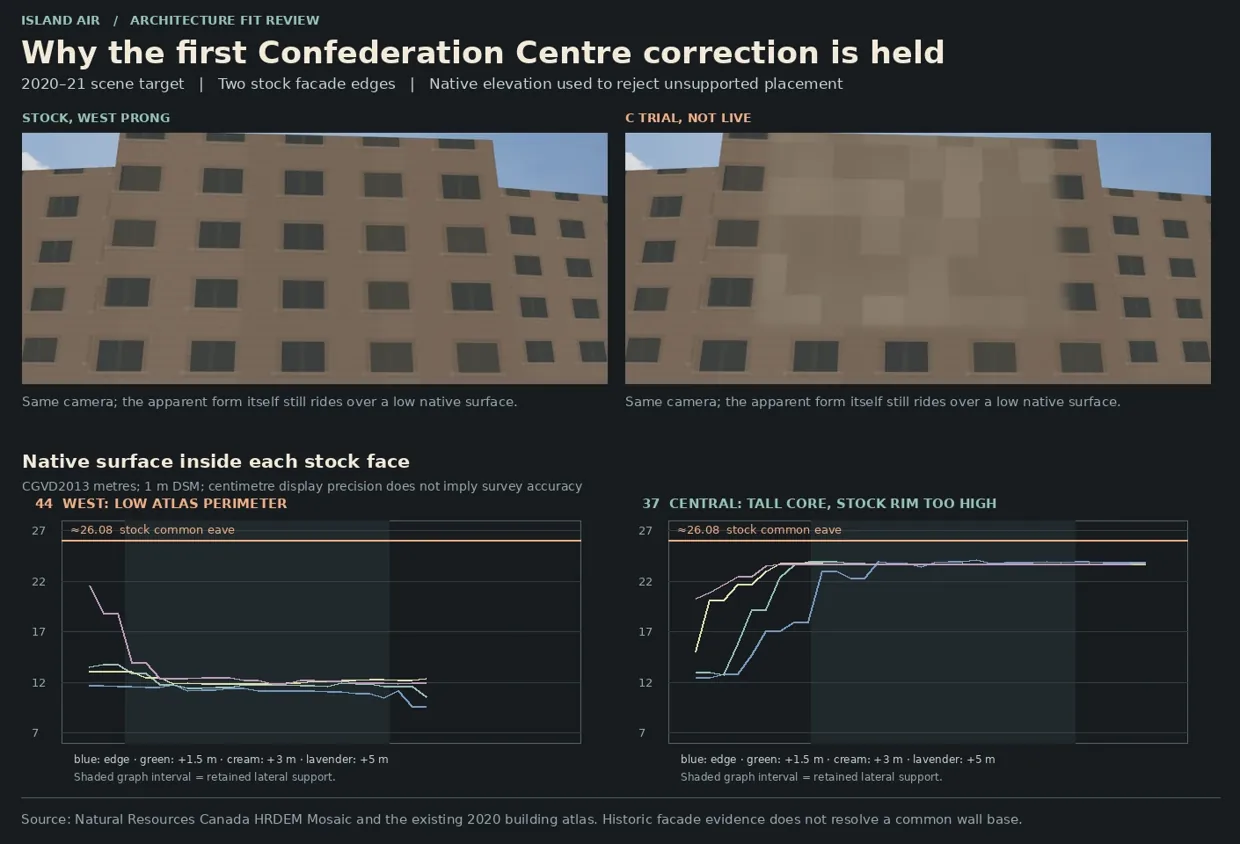 ISLAND AIR / ARCHITECTURE FIT REVIEW
Why the first Confederation Centre correction is held
2020–21 scene target | Two stock facade edges | Native elevation used to reject unsupported placement
STOCK, WEST PRONG
C TRIAL, NOT LIVE
Same camera; the apparent form itself still rides over a low native surface.
Same camera; the apparent form itself still rides over a low native surface.
Native surface inside each stock face
CGVD2013 metres; 1 m DSM; centimetre display precision does not imply survey accuracy
44 WEST: LOW ATLAS PERIMETER
27
≈26.08 stock common eave
22
17
12
7
blue: edge · green: +1.5 m · cream: +3 m · lavender: +5 m
Shaded graph interval = retained lateral support.
37 CENTRAL: TALL CORE, STOCK RIM TOO HIGH
27
≈26.08 stock common eave
22
17
12
7
blue: edge · green: +1.5 m · cream: +3 m · lavender: +5 m
Shaded graph interval = retained lateral support.
Source: Natural Resources Canada HRDEM Mosaic and the existing 2020 building atlas. Historic facade evidence does not resolve a common wall base.